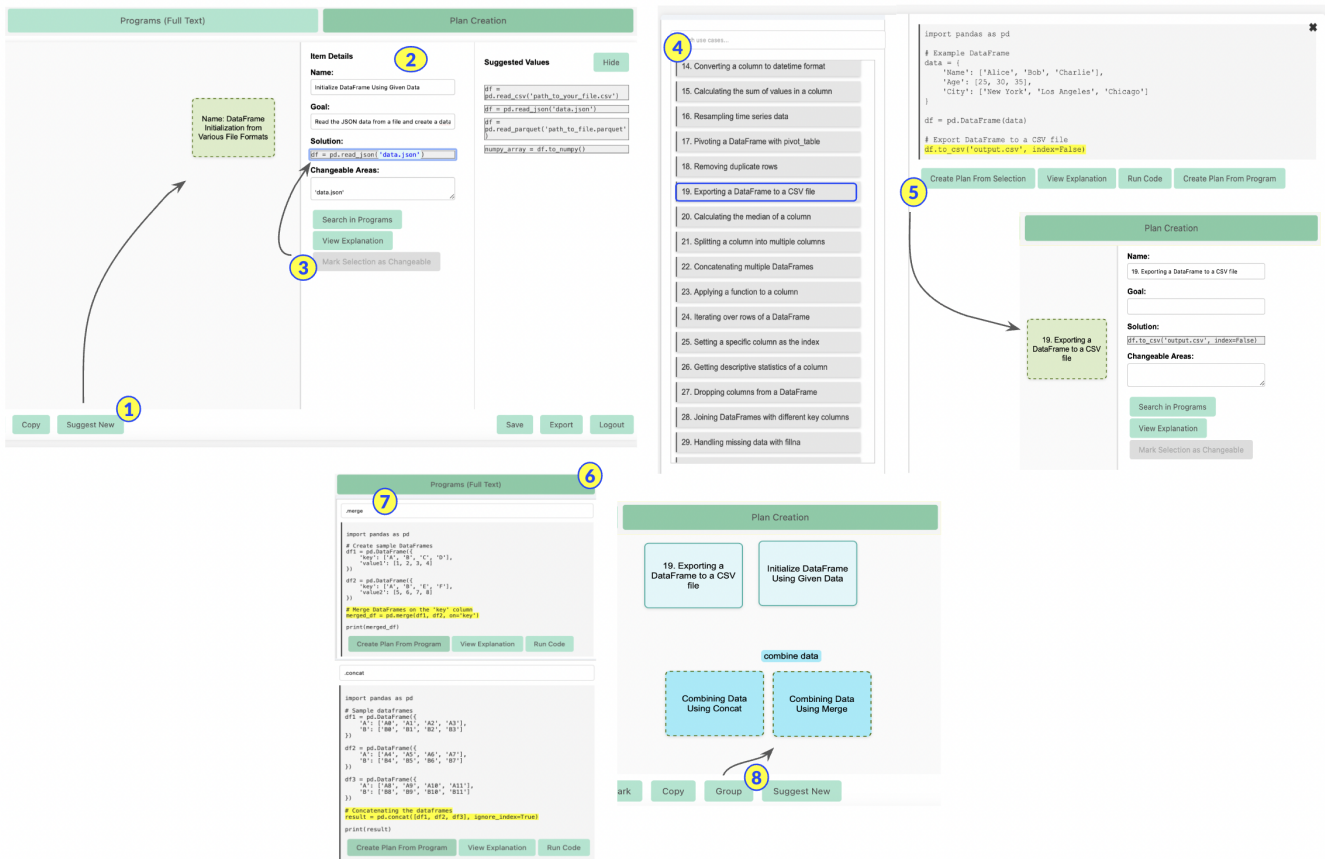 Programs (Full Text)
Plan Creation
Name: DataFrame
Initialization from
Various File Formats
Item Details
2
Name:
Initialize DataFrame Using Given Data
Goal:
Read the JSON data from a file and create a data
Solution:
df = pd.read_json('data.json')
Changeable Areas:
'data.json'
Search in Programs
View Explanation
Mark Selection as Changeable
3
Suggested Values
Hide
df =
pd.read_csv('path_to_your_file.csv')
df = pd.read_json('data.json')
df =
pd.read_parquet('path_to_file.parquet'
)
numpy_array = df.to_numpy()
1
Copy
Suggest New
Save
Export
Logout
4
use cases...
14. Converting a column to datetime format
15. Calculating the sum of values in a column
16. Resampling time series data
17. Pivoting a DataFrame with pivot_table
18. Removing duplicate rows
19. Exporting a DataFrame to a CSV file
20. Calculating the median of a column
21. Splitting a column into multiple columns
22. Concatenating multiple DataFrames
23. Applying a function to a column
24. Iterating over rows of a DataFrame
25. Setting a specific column as the index
26. Getting descriptive statistics of a column
27. Dropping columns from a DataFrame
28. Joining DataFrames with different key columns
29. Handling missing data with fillna
import pandas as pd
# Example DataFrame
data = {
'Name': ['Alice', 'Bob', 'Charlie'],
'Age': [25, 30, 35],
'City': ['New York', 'Los Angeles', 'Chicago']
}
df = pd.DataFrame(data)
# Export DataFrame to a CSV file
df.to_csv('output.csv', index=False)
Create Plan From Selection
View Explanation
Run Code
Create Plan From Program
5
Plan Creation
19. Exporting a
DataFrame to a CSV
file
Name:
19. Exporting a DataFrame to a CSV file
Goal:
Solution:
df.to_csv('output.csv', index=False)
Changeable Areas:
Search in Programs
View Explanation
Mark Selection as Changeable
6
Programs (Full Text)
7
.merge
import pandas as pd
# Create sample DataFrames
df1 = pd.DataFrame({
'key': ['A', 'B', 'C', 'D'],
'value1': [1, 2, 3, 4]
})
df2 = pd.DataFrame({
'key': ['A', 'B', 'E', 'F'],
'value2': [5, 6, 7, 8]
})
# Merge DataFrames on the 'key' column
merged_df = pd.merge(df1, df2, on='key')
print(merged_df)
Create Plan From Program
View Explanation
Run Code
.concat
import pandas as pd
# Sample dataframes
df1 = pd.DataFrame({
'A': ['A0', 'A1', 'A2', 'A3'],
'B': ['B0', 'B1', 'B2', 'B3']
})
df2 = pd.DataFrame({
'A': ['A4', 'A5', 'A6', 'A7'],
'B': ['B4', 'B5', 'B6', 'B7']
})
df3 = pd.DataFrame({
'A': ['A8', 'A9', 'A10', 'A11'],
'B': ['B8', 'B9', 'B10', 'B11']
})
# Concatenating the dataframes
result = pd.concat([df1, df2, df3], ignore_index=True)
print(result)
Create Plan From Program
View Explanation
Run Code
Plan Creation
19. Exporting a
DataFrame to a CSV
file
Initialize DataFrame
Using Given Data
combine data
Combining Data
Using Concat
Combining Data
Using Merge
8
ark
Copy
Group
Suggest New